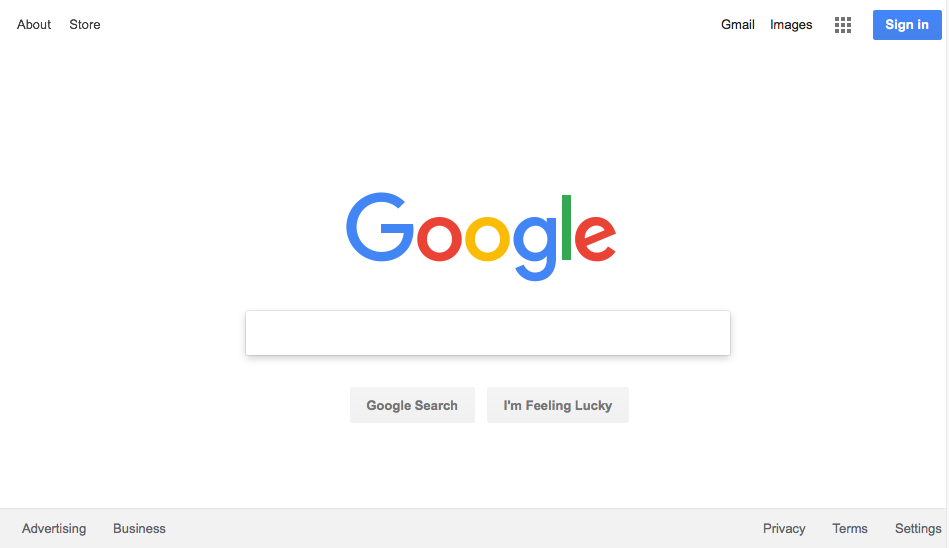 About Store Gmail Images Sign in
Google
Google Search I'm Feeling Lucky
Advertising Business Privacy Terms Settings